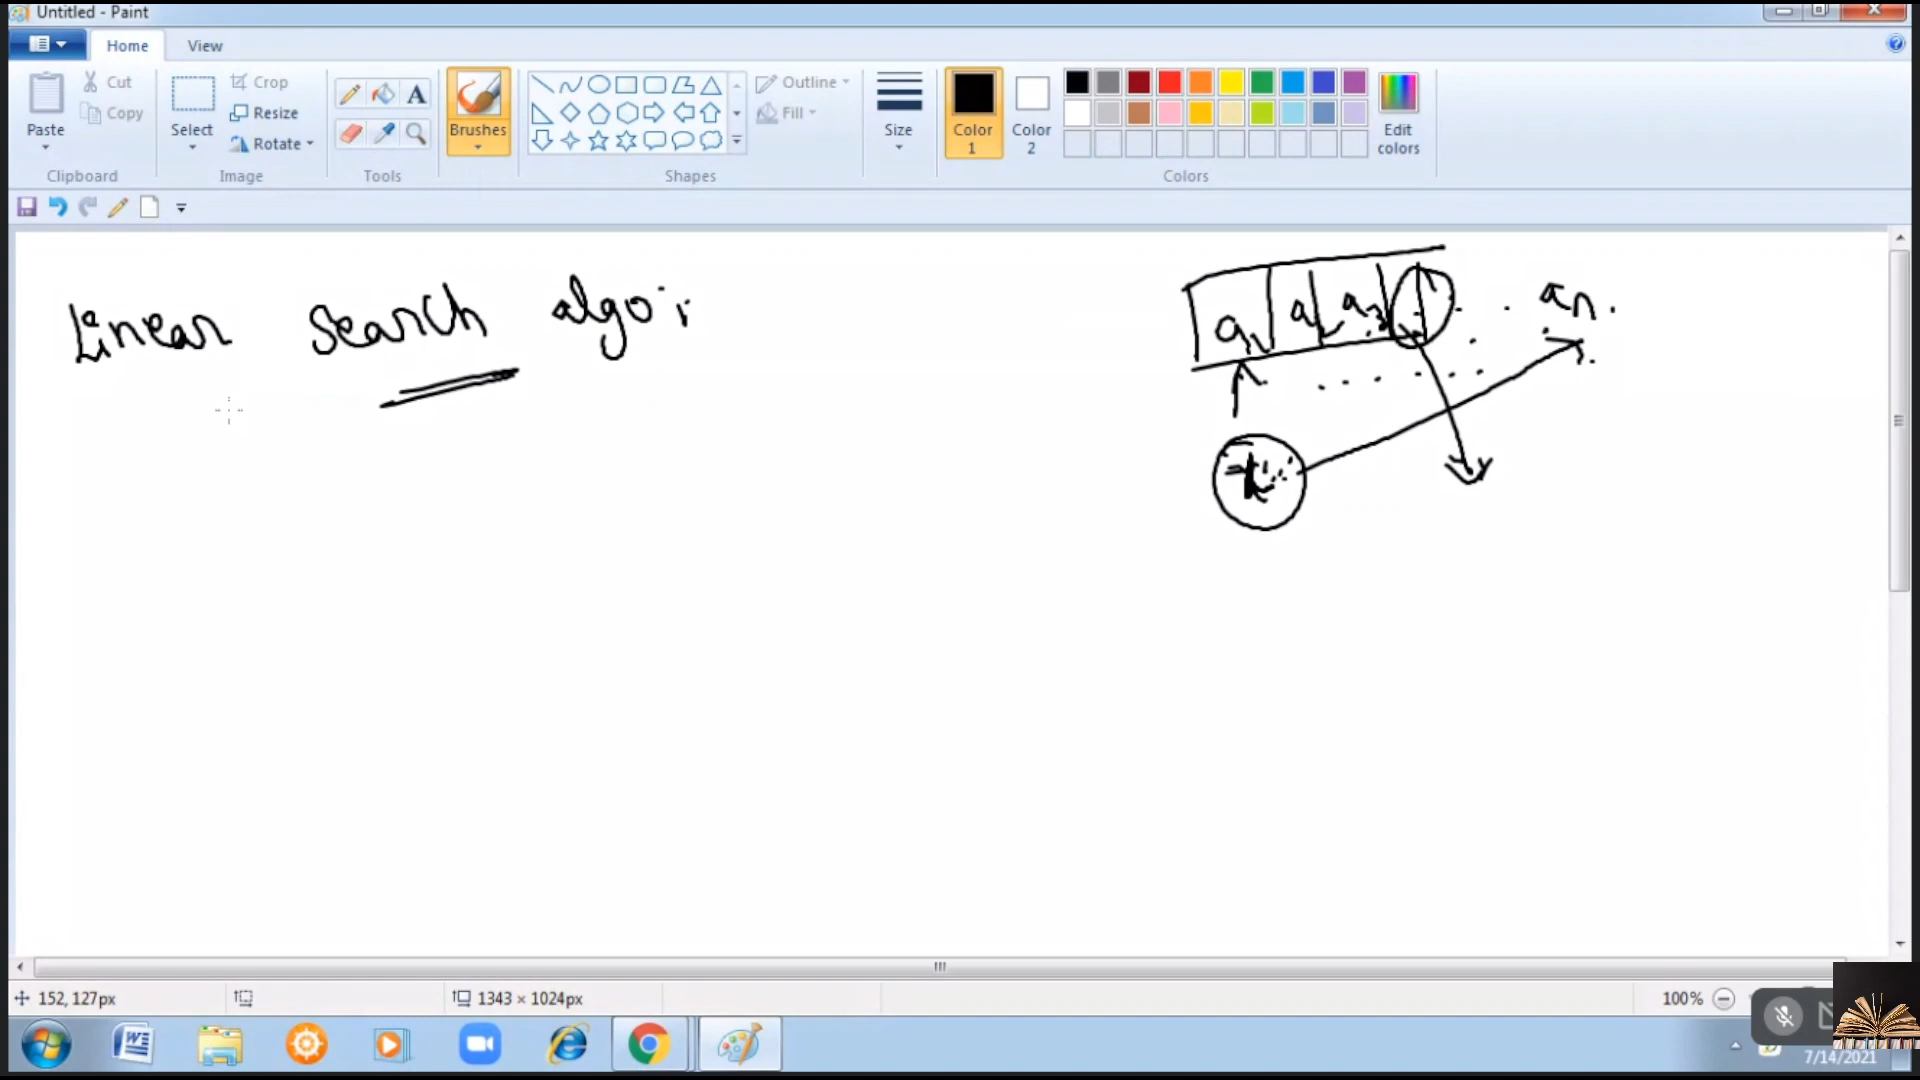 Untitled - Paint
Home View
Cut
Copy
Paste
Clipboard
Crop
Resize
Rotate
Select
Image
A
Tools
Brushes
Outline
Fill
Shapes
Size
Color 1
Color 2
Edit colors
Colors
Linear search algo:
a1 a2 a3 . . . an.
152, 127px
1343 × 1024px
100%
7/14/2021